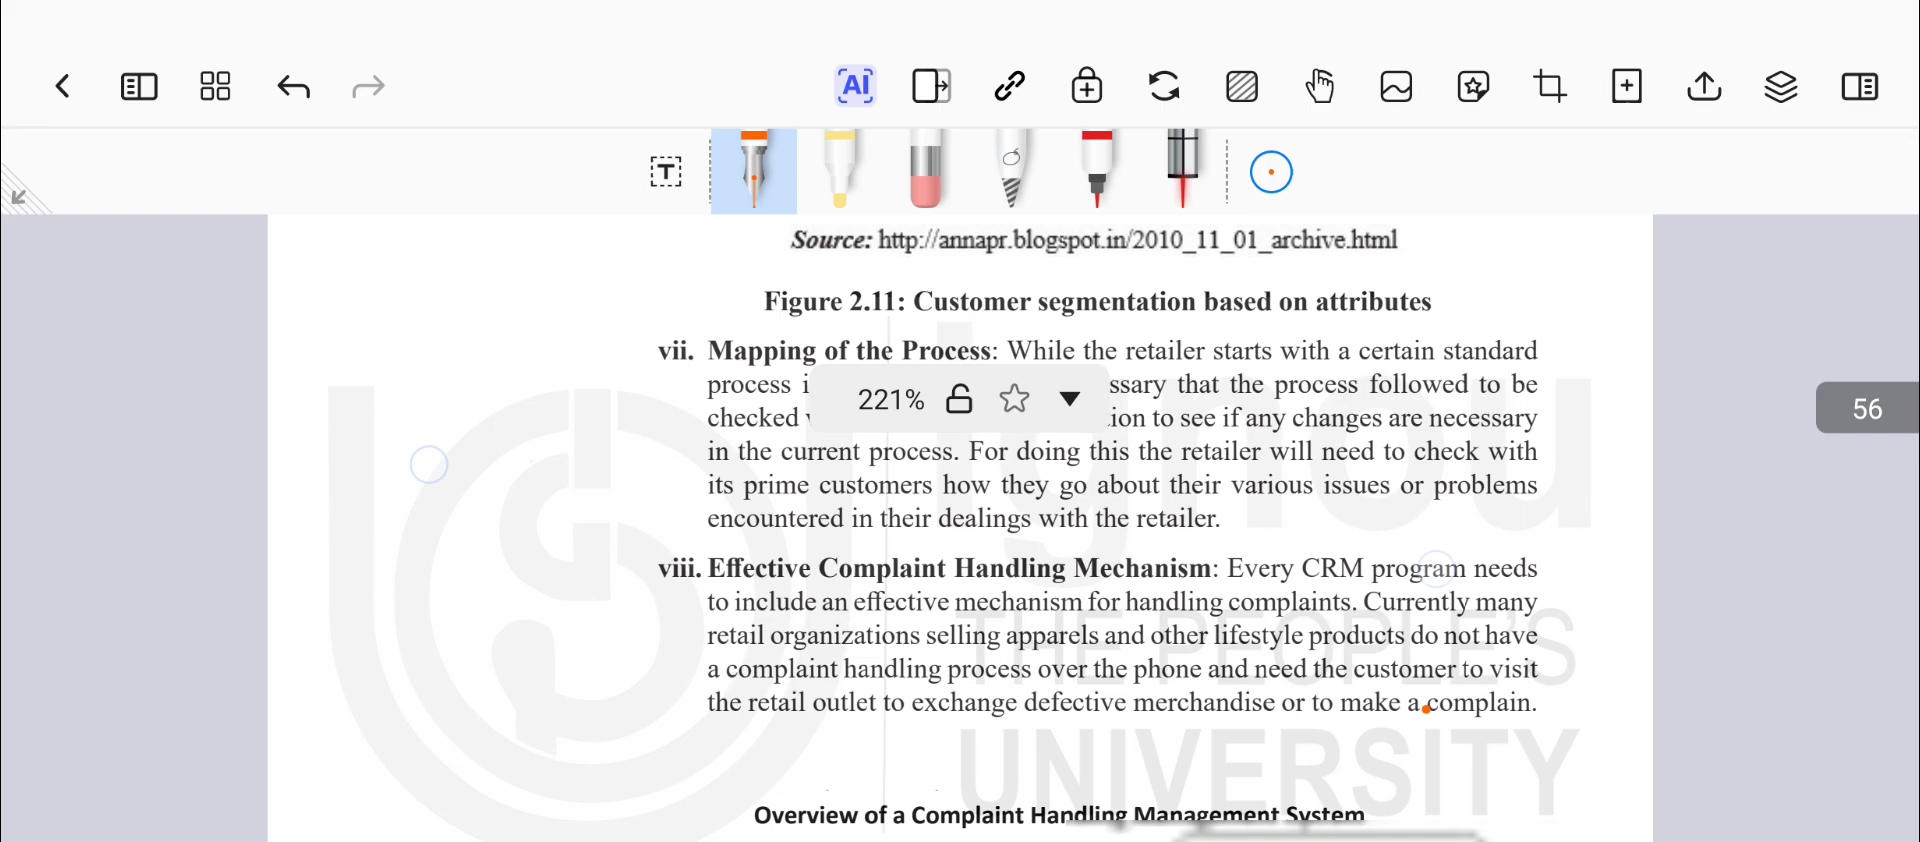 AI
T
Source: http://annapr.blogspot.in/2010_11_01_archive.html
Figure 2.11: Customer segmentation based on attributes
vii. Mapping of the Process: While the retailer starts with a certain standard
process i ssary that the process followed to be
221%
checked ion to see if any changes are necessary
56
in the current process. For doing this the retailer will need to check with
its prime customers how they go about their various issues or problems
encountered in their dealings with the retailer.
viii. Effective Complaint Handling Mechanism: Every CRM program needs
to include an effective mechanism for handling complaints. Currently many
retail organizations selling apparels and other lifestyle products do not have
a complaint handling process over the phone and need the customer to visit
the retail outlet to exchange defective merchandise or to make a complain.
ignou
THE PEOPLE'S
UNIVERSITY
Overview of a Complaint Handling Management System